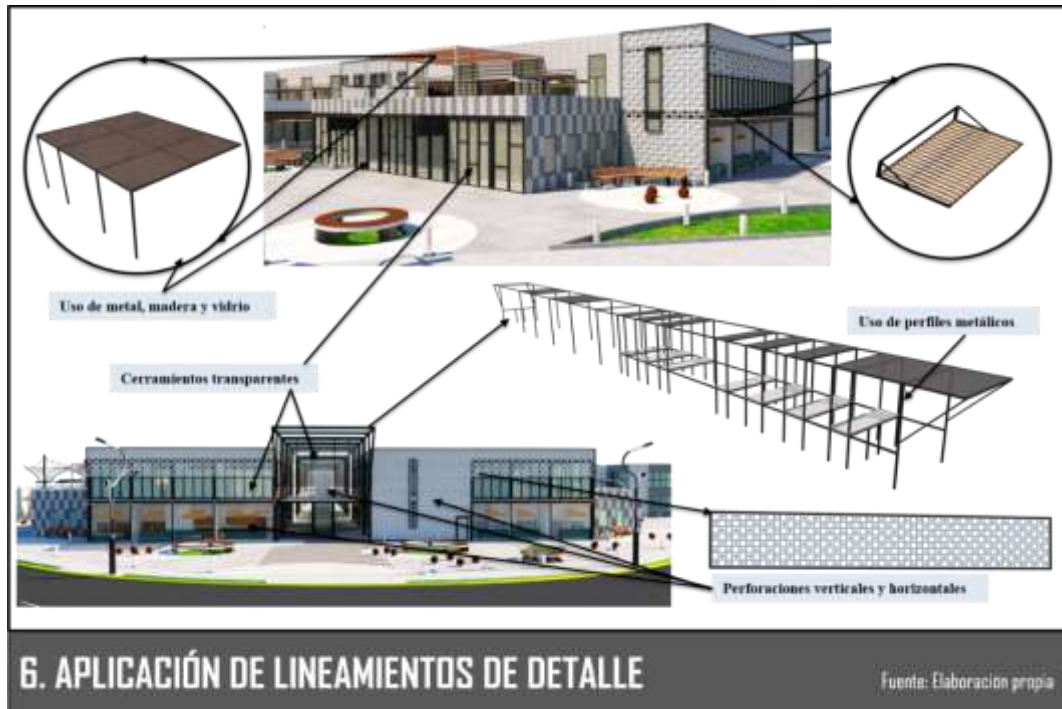 Uso de metal, madera y vidrio
Uso de perfiles metálicos
Cerramientos transparentes
Perforaciones verticales y horizontales
6. APLICACIÓN DE LINEAMIENTOS DE DETALLE
Fuente: Elaboracion propia